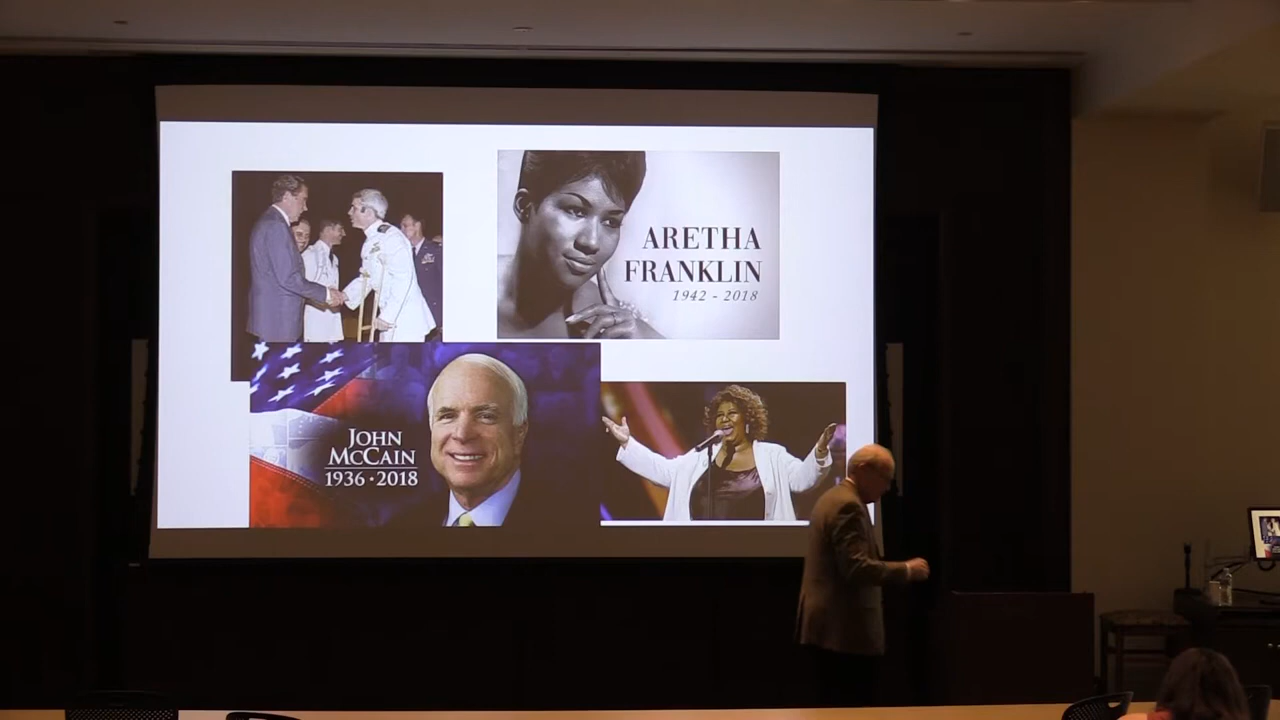 ARETHA
FRANKLIN
1942 - 2018
JOHN
McCAIN
1936 · 2018